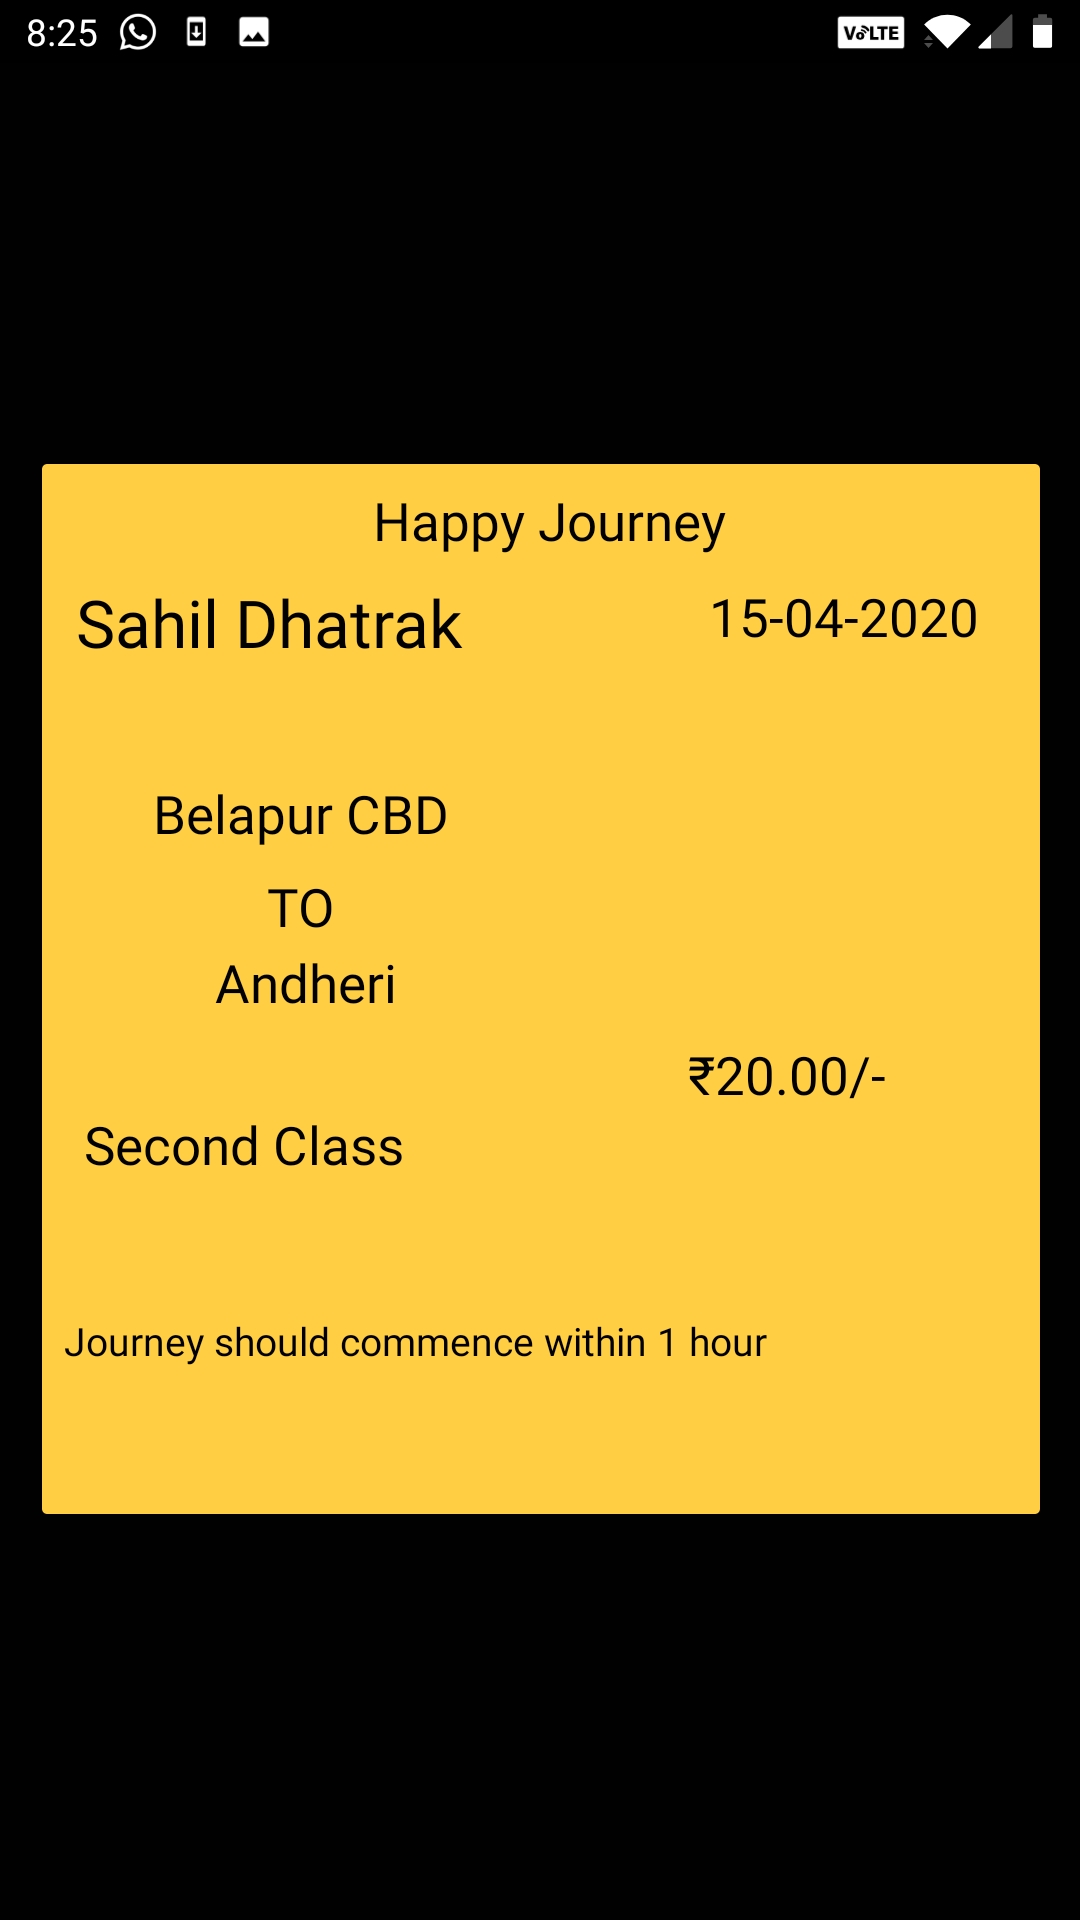 8:25 VoLTE
Happy Journey
Sahil Dhatrak 15-04-2020
Belapur CBD
TO
Andheri
₹20.00/-
Second Class
Journey should commence within 1 hour